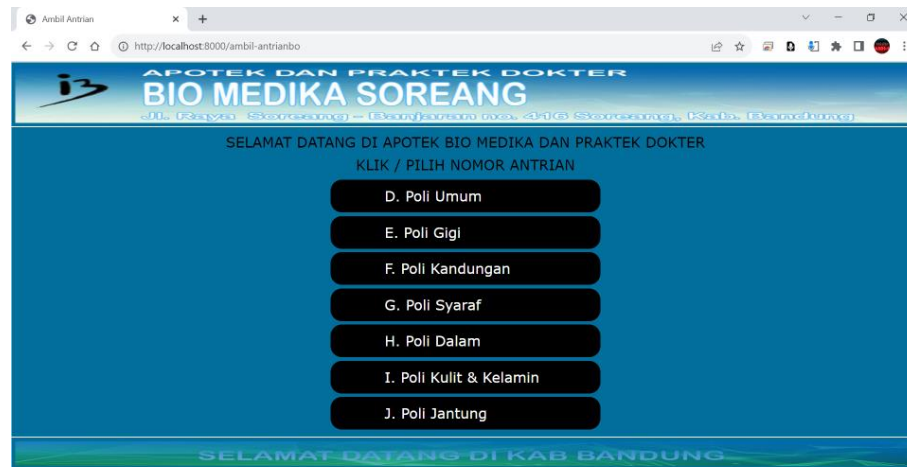 Ambil Antrian
http://localhost:8000/ambil-antrianbo
APOTEK DAN PRAKTEK DOKTER
BIO MEDIKA SOREANG
Jl. Raya Soreang - Banjaran no. 416 Soreang, Kab. Bandung
SELAMAT DATANG DI APOTEK BIO MEDIKA DAN PRAKTEK DOKTER
KLIK / PILIH NOMOR ANTRIAN
D. Poli Umum
E. Poli Gigi
F. Poli Kandungan
G. Poli Syaraf
H. Poli Dalam
I. Poli Kulit & Kelamin
J. Poli Jantung
SELAMAT DATANG DI KAB BANDUNG